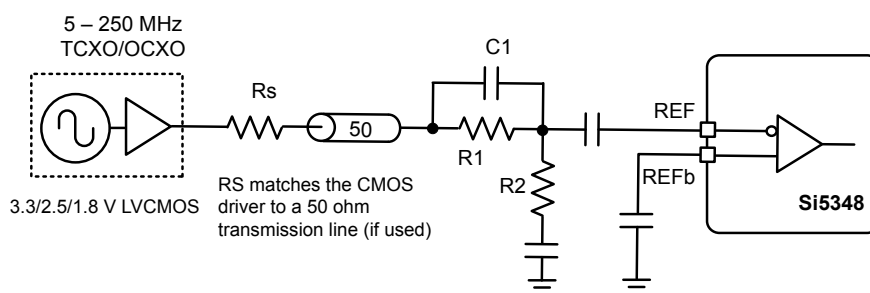 5 – 250 MHz
TCXO/OCXO
Rs
50
C1
R1
R2
REF
REFb
Si5348
3.3/2.5/1.8 V LVCMOS
RS matches the CMOS
driver to a 50 ohm
transmission line (if used)